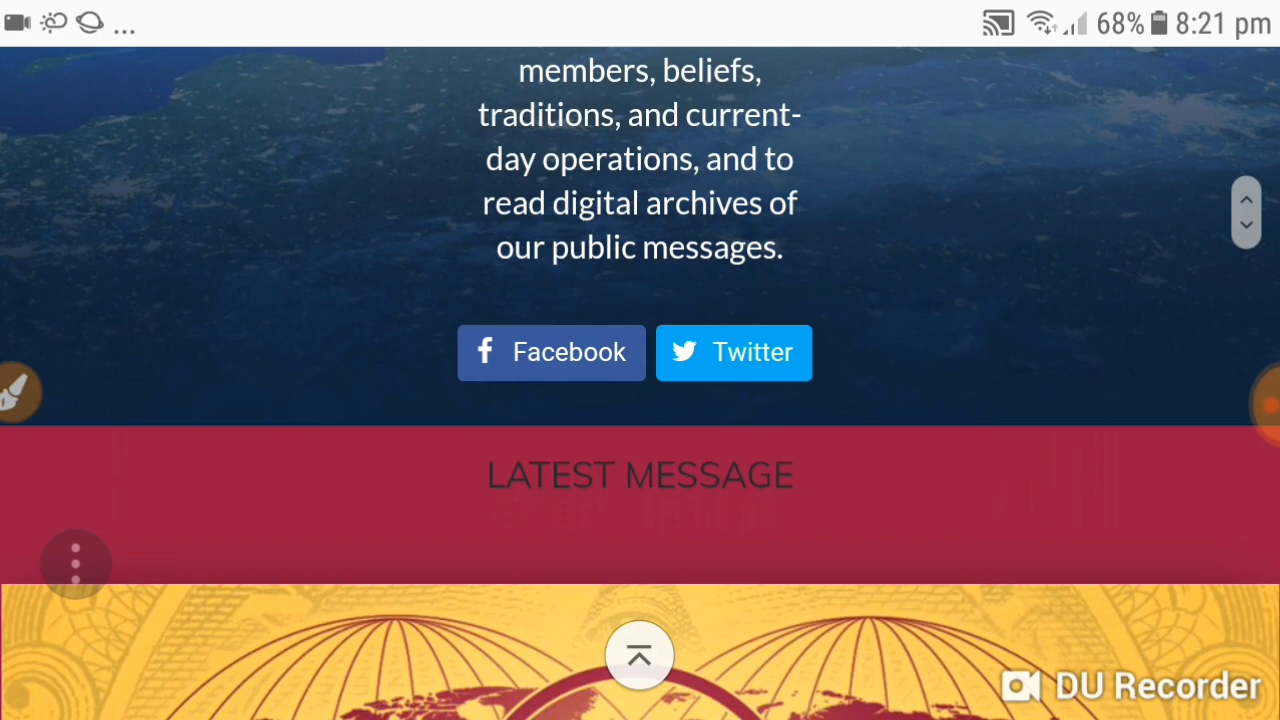 ... 68% 8:21 pm
members, beliefs,
traditions, and current-
day operations, and to
read digital archives of
our public messages.
Facebook Twitter
LATEST MESSAGE
DU Recorder